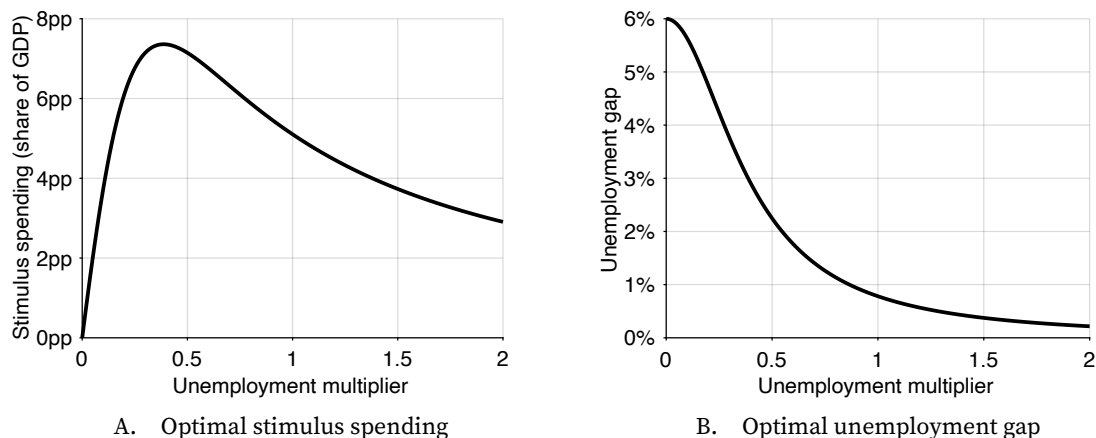 Stimulus spending (share of GDP)
8pp
6pp
4pp
2pp
0pp
0 0.5 1 1.5 2
Unemployment multiplier
A. Optimal stimulus spending
Unemployment gap
6%
5%
4%
3%
2%
1%
0%
0 0.5 1 1.5 2
Unemployment multiplier
B. Optimal unemployment gap